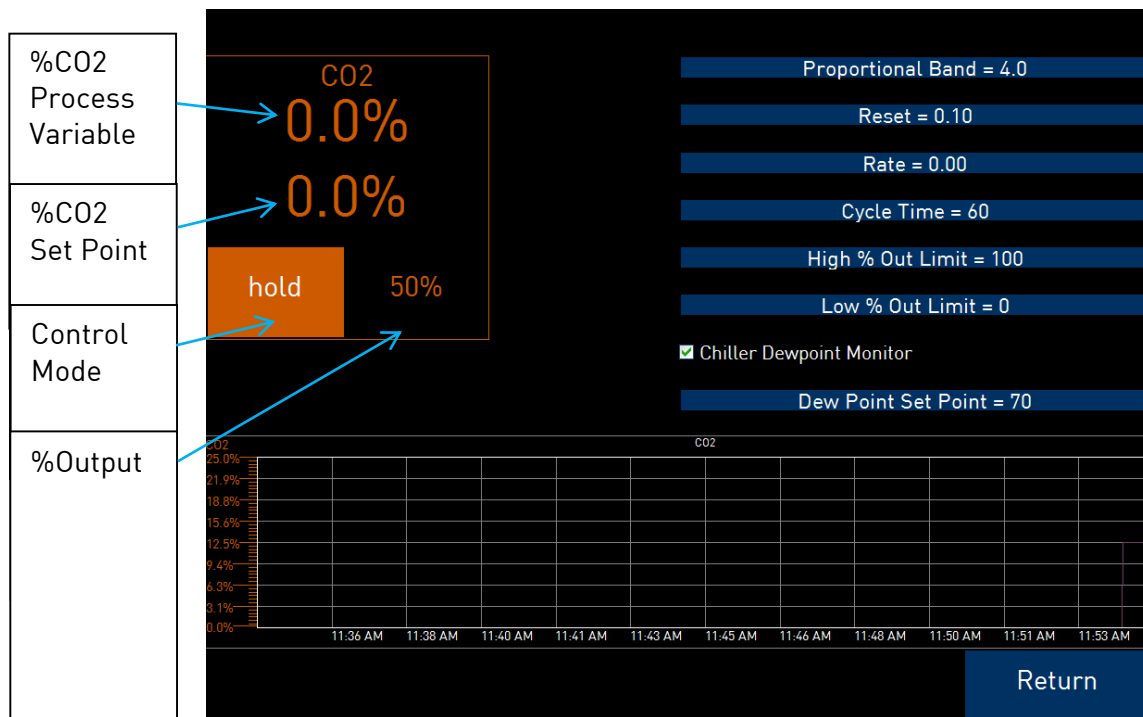 %CO2
Process
Variable
%CO2
Set Point
Control
Mode
%Output
CO2
0.0%
0.0%
hold 50%
Proportional Band = 4.0
Reset = 0.10
Rate = 0.00
Cycle Time = 60
High % Out Limit = 100
Low % Out Limit = 0
Chiller Dewpoint Monitor
Dew Point Set Point = 70
CO2 CO2
25.0%
21.9%
18.8%
15.6%
12.5%
9.4%
6.3%
3.1%
0.0%
11:36 AM 11:38 AM 11:40 AM 11:41 AM 11:43 AM 11:45 AM 11:46 AM 11:48 AM 11:50 AM 11:51 AM 11:53 AM
Return